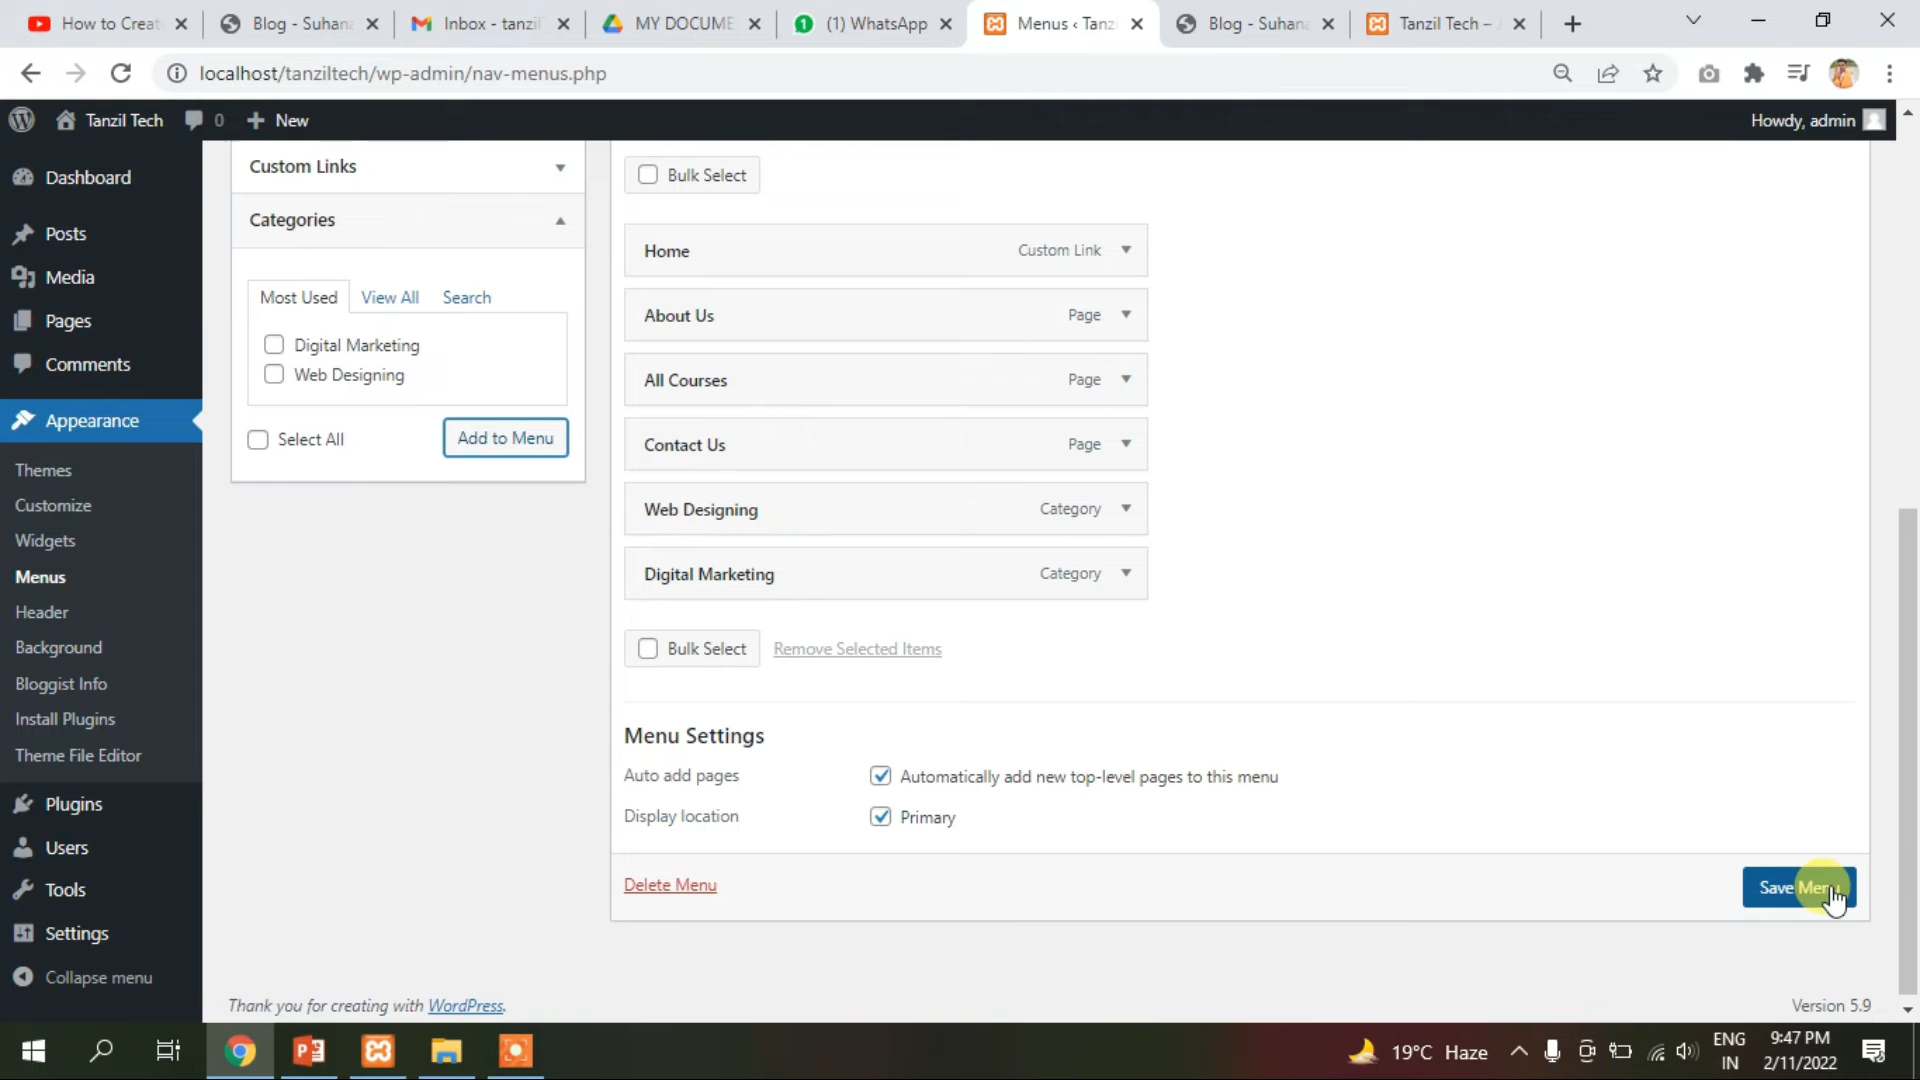 How to Creat
Blog - Suhana
Inbox - tanzil
MY DOCUME
(1) WhatsApp
Menus ‹ Tanz
Blog - Suhana
Tanzil Tech –
localhost/tanziltech/wp-admin/nav-menus.php
Tanzil Tech
0
New
Howdy, admin
Dashboard
Posts
Media
Pages
Comments
Appearance
Themes
Customize
Widgets
Menus
Header
Background
Bloggist Info
Install Plugins
Theme File Editor
Plugins
Users
Tools
Settings
Collapse menu
Custom Links
Categories
Most Used
View All
Search
Digital Marketing
Web Designing
Select All
Add to Menu
Bulk Select
Home Custom Link
About Us Page
All Courses Page
Contact Us Page
Web Designing Category
Digital Marketing Category
Bulk Select
Remove Selected Items
Menu Settings
Auto add pages
Automatically add new top-level pages to this menu
Display location
Primary
Delete Menu
Save Menu
Thank you for creating with WordPress.
Version 5.9
19°C Haze
ENG
IN
9:47 PM
2/11/2022